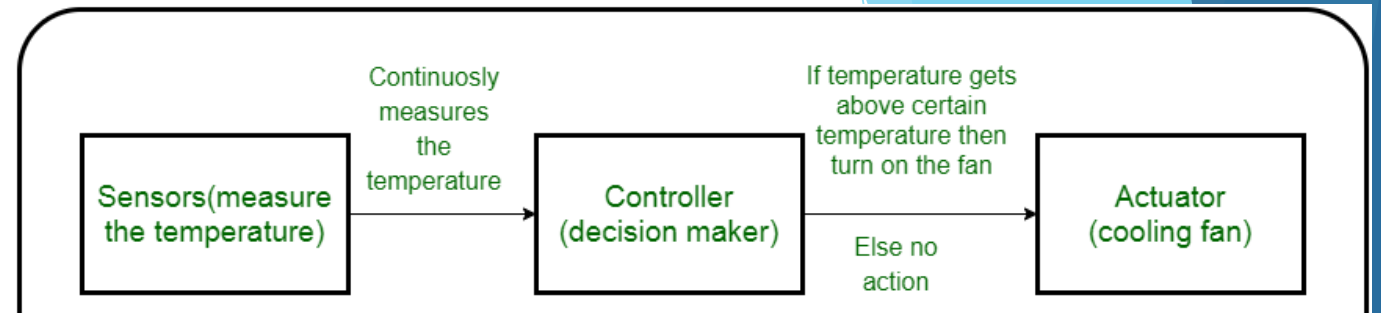 Sensors(measure
the temperature)
Continuosly
measures
the
temperature
Controller
(decision maker)
If temperature gets
above certain
temperature then
turn on the fan
Else no
action
Actuator
(cooling fan)